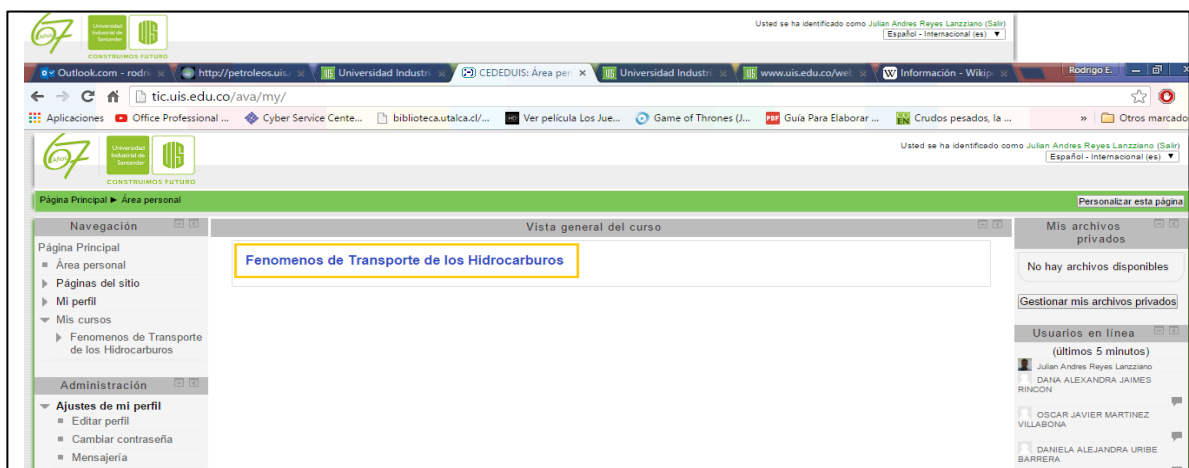 67 años
Universidad
Industrial de
Santander
UIS
CONSTRUIMOS FUTURO
Usted se ha identificado como Julian Andres Reyes Lanzziano (Salir)
Español - Internacional (es) ▼
Outlook.com - rodri
http://petroleos.uis.
Universidad Industri
CEDEDUIS: Área per
Universidad Industri
www.uis.edu.co/web
Información - Wikip
Rodrigo E.
tic.uis.edu.co/ava/my/
Aplicaciones
Office Professional ...
Cyber Service Cente...
biblioteca.utalca.cl/...
Ver película Los Jue...
Game of Thrones (J...
Guía Para Elaborar ...
Crudos pesados, la ...
»
Otros marcado
67 años
Universidad
Industrial de
Santander
UIS
CONSTRUIMOS FUTURO
Usted se ha identificado como Julian Andres Reyes Lanzziano (Salir)
Español - Internacional (es) ▼
Página Principal ► Área personal
Personalizar esta página
Navegación
Página Principal
Área personal
Páginas del sitio
Mi perfil
Mis cursos
Fenomenos de Transporte
de los Hidrocarburos
Administración
Ajustes de mi perfil
Editar perfil
Cambiar contraseña
Mensajería
Vista general del curso
Fenomenos de Transporte de los Hidrocarburos
Mis archivos
privados
No hay archivos disponibles
Gestionar mis archivos privados
Usuarios en línea
(últimos 5 minutos)
Julian Andres Reyes Lanzziano
DANA ALEXANDRA JAIMES
RINCON
OSCAR JAVIER MARTINEZ
VILLABONA
DANIELA ALEJANDRA URIBE
BARRERA